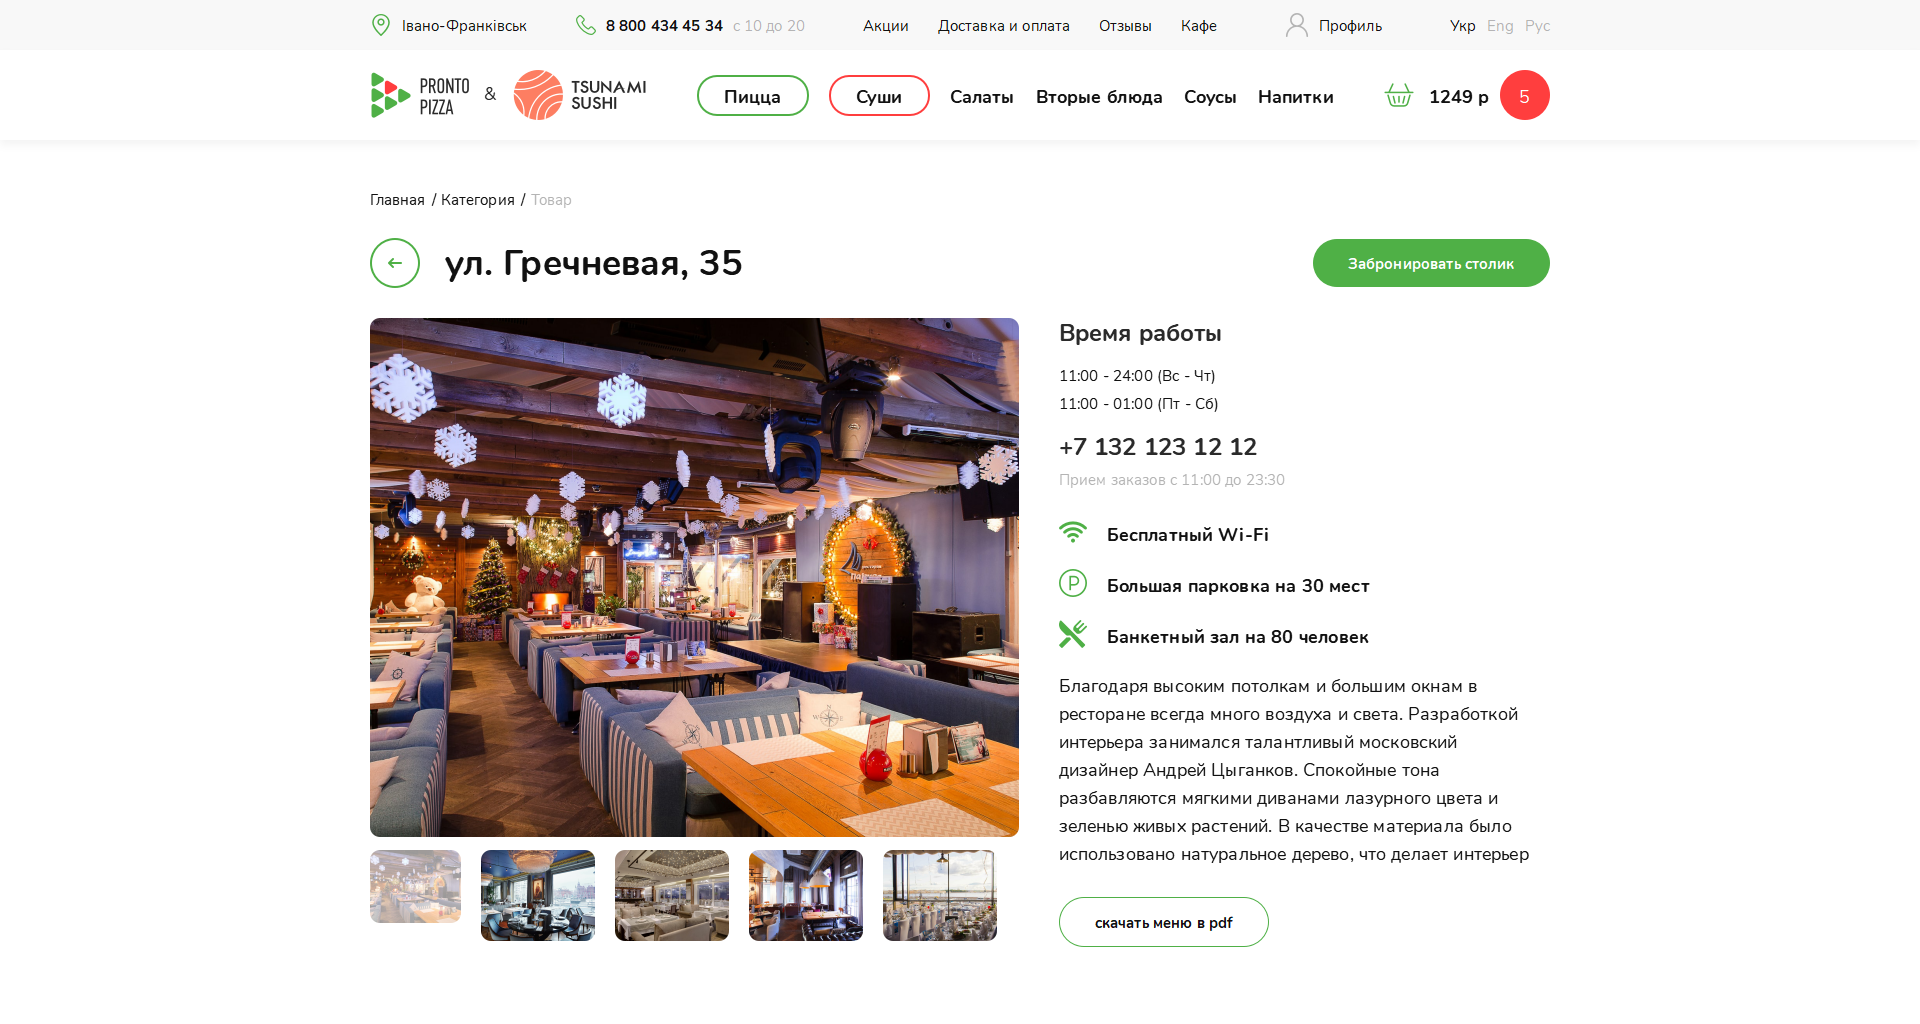 Івано-Франківськ
8 800 434 45 34 с 10 до 20
Акции
Доставка и оплата
Отзывы
Кафе
Профиль
Укр Eng Рус
PRONTO
PIZZA
&
TSUNAMI
SUSHI
Пицца
Суши
Салаты
Вторые блюда
Соусы
Напитки
1249 р
5
Главная / Категория / Товар
ул. Гречневая, 35
Забронировать столик
Время работы
11:00 - 24:00 (Вс - Чт)
11:00 - 01:00 (Пт - Сб)
+7 132 123 12 12
Прием заказов с 11:00 до 23:30
Бесплатный Wi-Fi
P
Большая парковка на 30 мест
Банкетный зал на 80 человек
Благодаря высоким потолкам и большим окнам в
ресторане всегда много воздуха и света. Разработкой
интерьера занимался талантливый московский
дизайнер Андрей Цыганков. Спокойные тона
разбавляются мягкими диванами лазурного цвета и
зеленью живых растений. В качестве материала было
использовано натуральное дерево, что делает интерьер
скачать меню в pdf